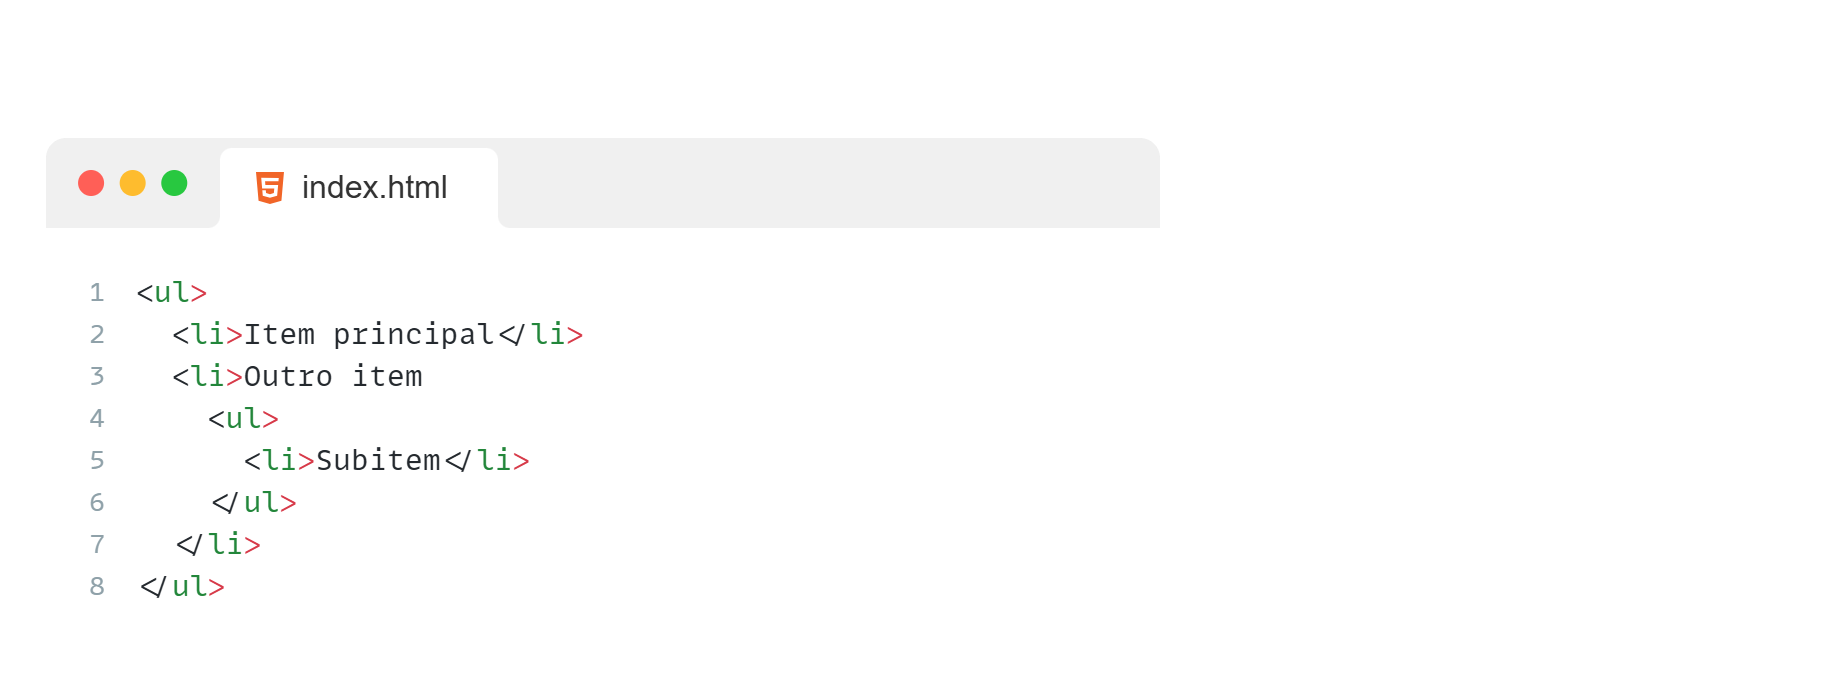 index.html
1 <ul>
2   <li>Item principal</li>
3   <li>Outro item
4     <ul>
5       <li>Subitem</li>
6     </ul>
7   </li>
8 </ul>